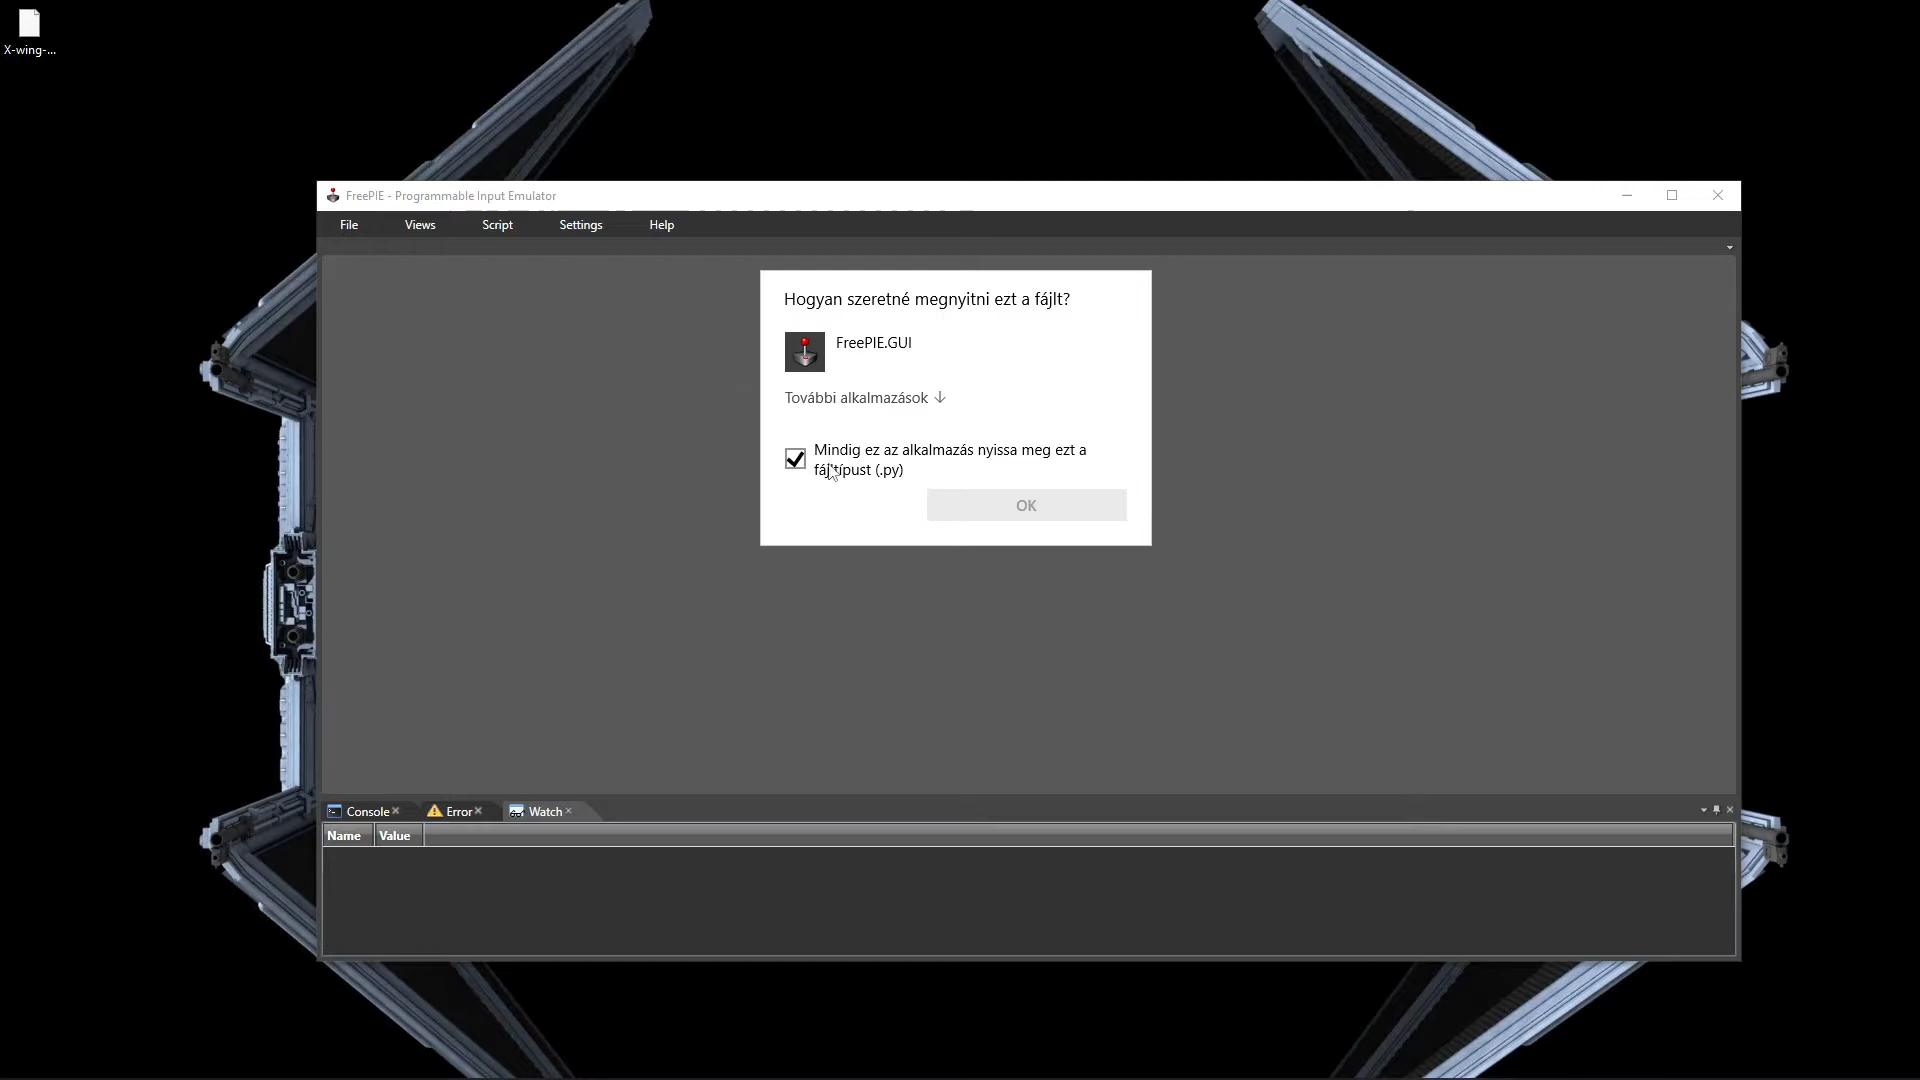 X-wing-...
FreePIE - Programmable Input Emulator
File Views Script Settings Help
Hogyan szeretné megnyitni ezt a fájlt?
FreePIE.GUI
További alkalmazások
Mindig ez az alkalmazás nyissa meg ezt a
fájltípust (.py)
OK
Console Error Watch
Name Value